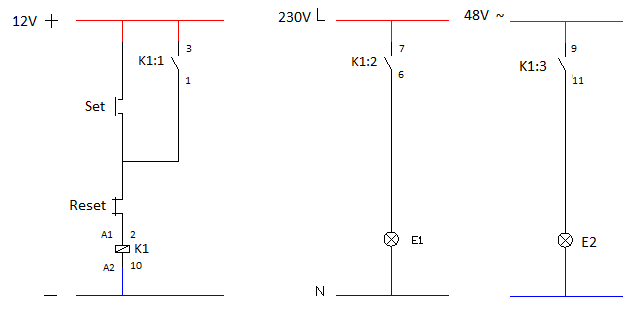 12V +
230V L
48V ~
3
K1:1
1
7
K1:2
6
9
K1:3
11
Set
Reset
A1 2
K1
A2 10
E1
E2
−
N